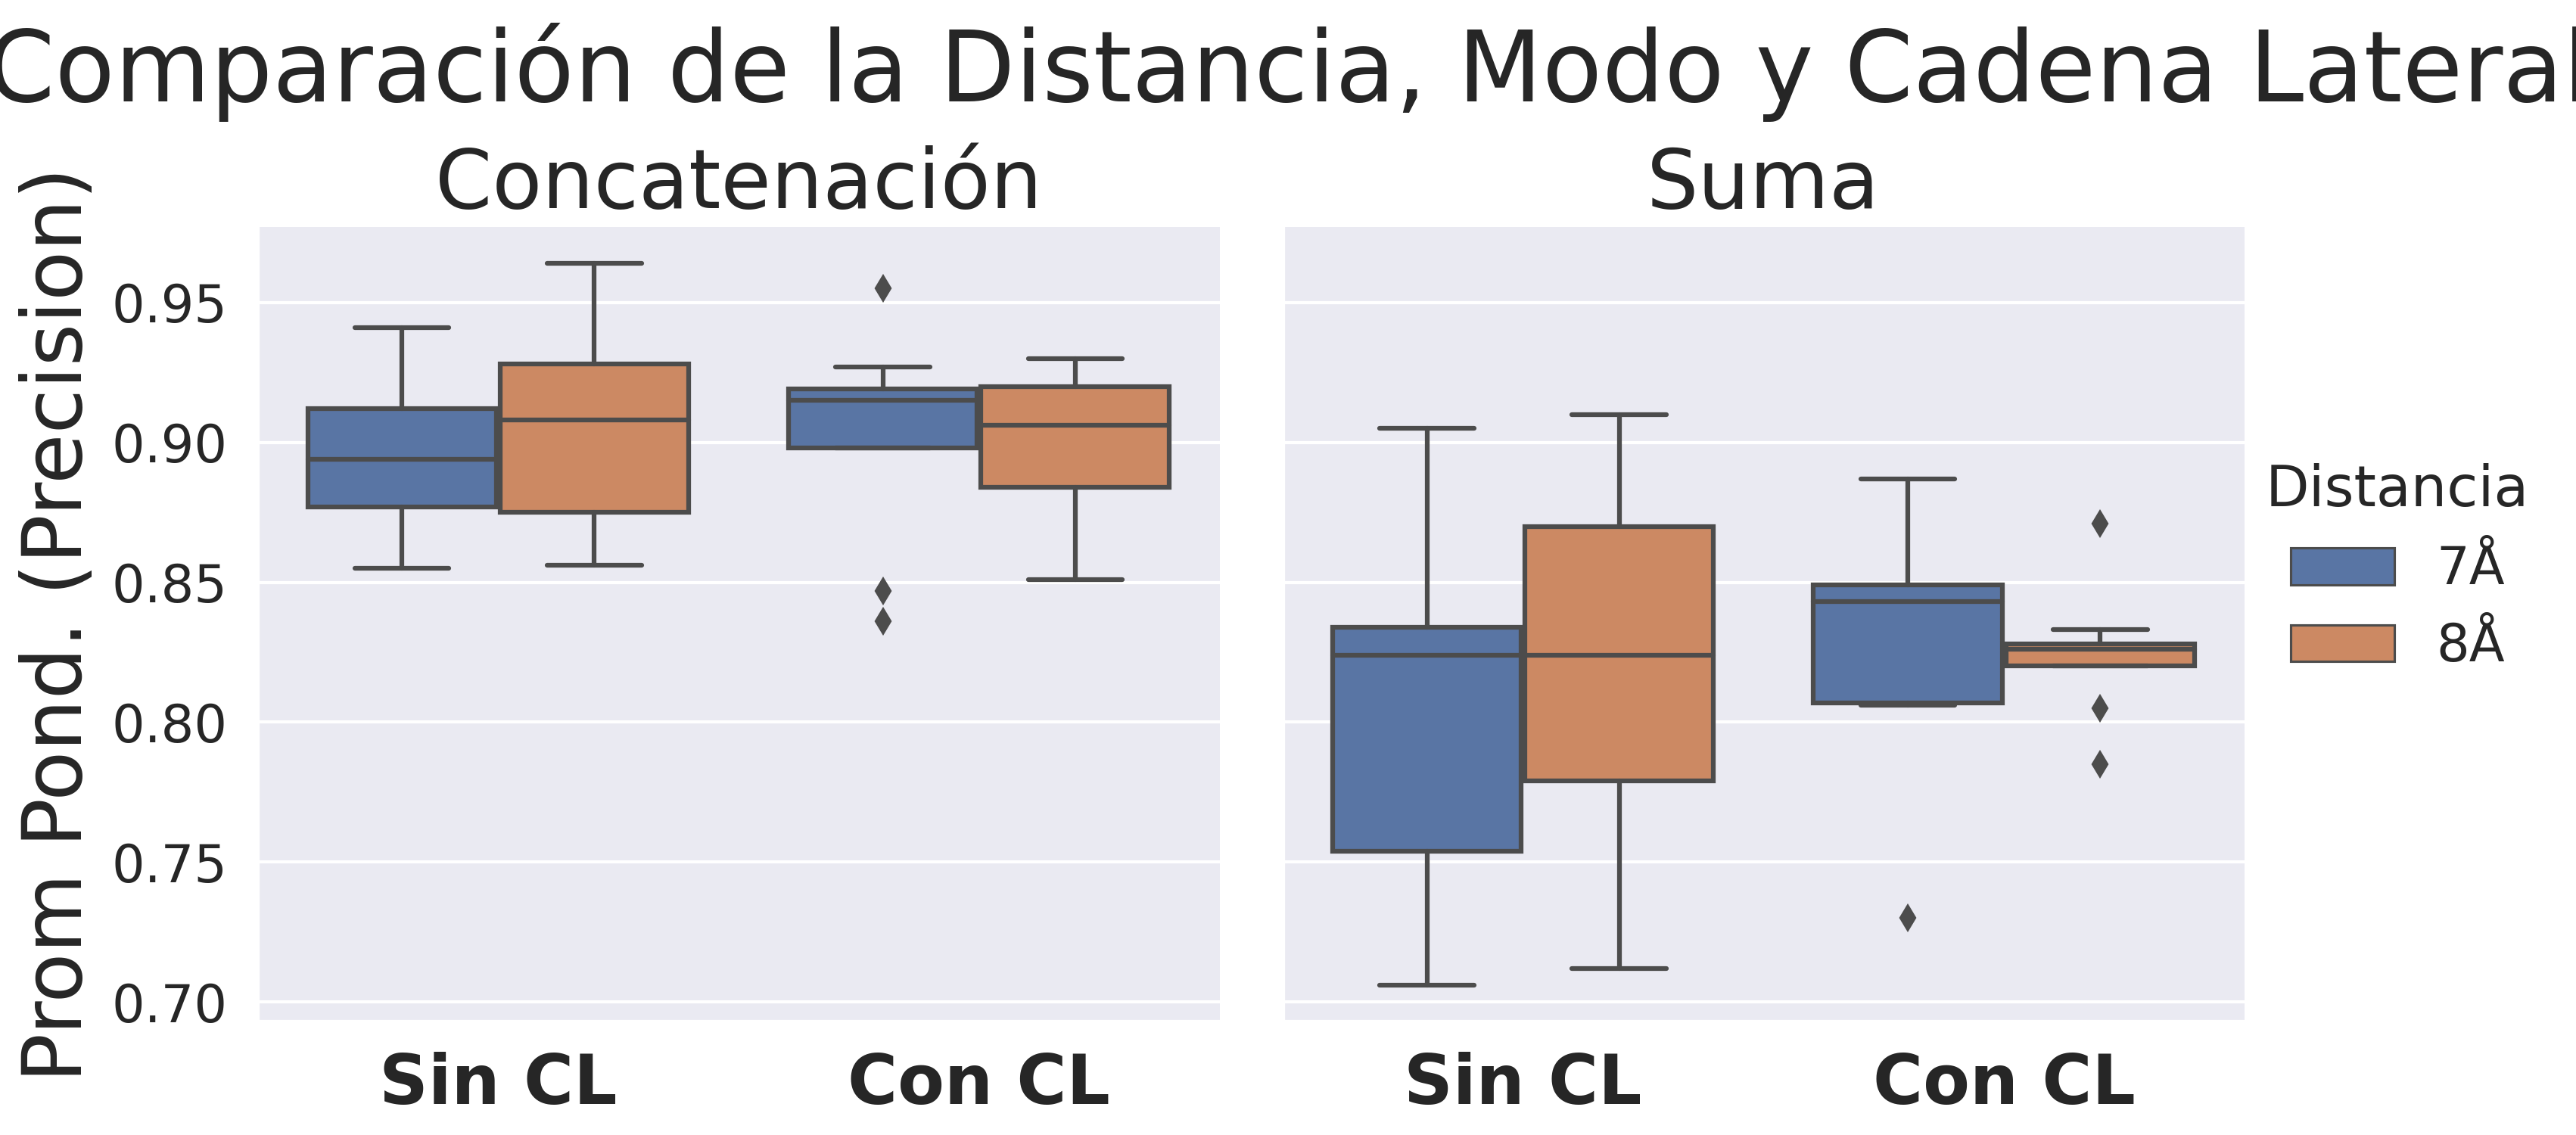 Comparación de la Distancia, Modo y Cadena Lateral
Concatenación
Suma
Prom Pond. (Precision)
0.95
0.90
0.85
0.80
0.75
0.70
Sin CL
Con CL
Sin CL
Con CL
Distancia
7Å
8Å